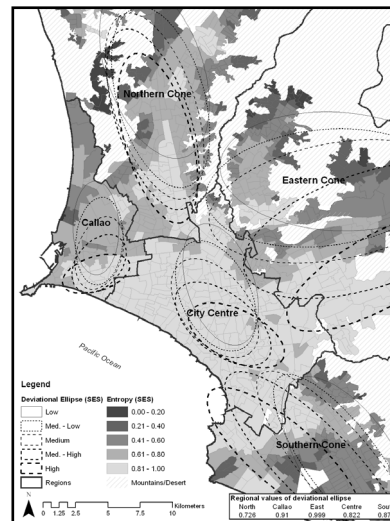 Northern Cone
Eastern Cone
Callao
City Centre
Pacific Ocean
Southern Cone
Legend
Deviational Ellipse (SES) Entropy (SES)
Low 0.00 - 0.20
Med. - Low 0.21 - 0.40
Medium 0.41 - 0.60
Med. - High 0.61 - 0.80
High 0.81 - 1.00
Regions Mountains/Desert
N
Kilometers
0 1.25 2.5 5 7.5 10
Regional values of deviational ellipse
North Callao East Centre
0.726 0.91 0.999 0.822